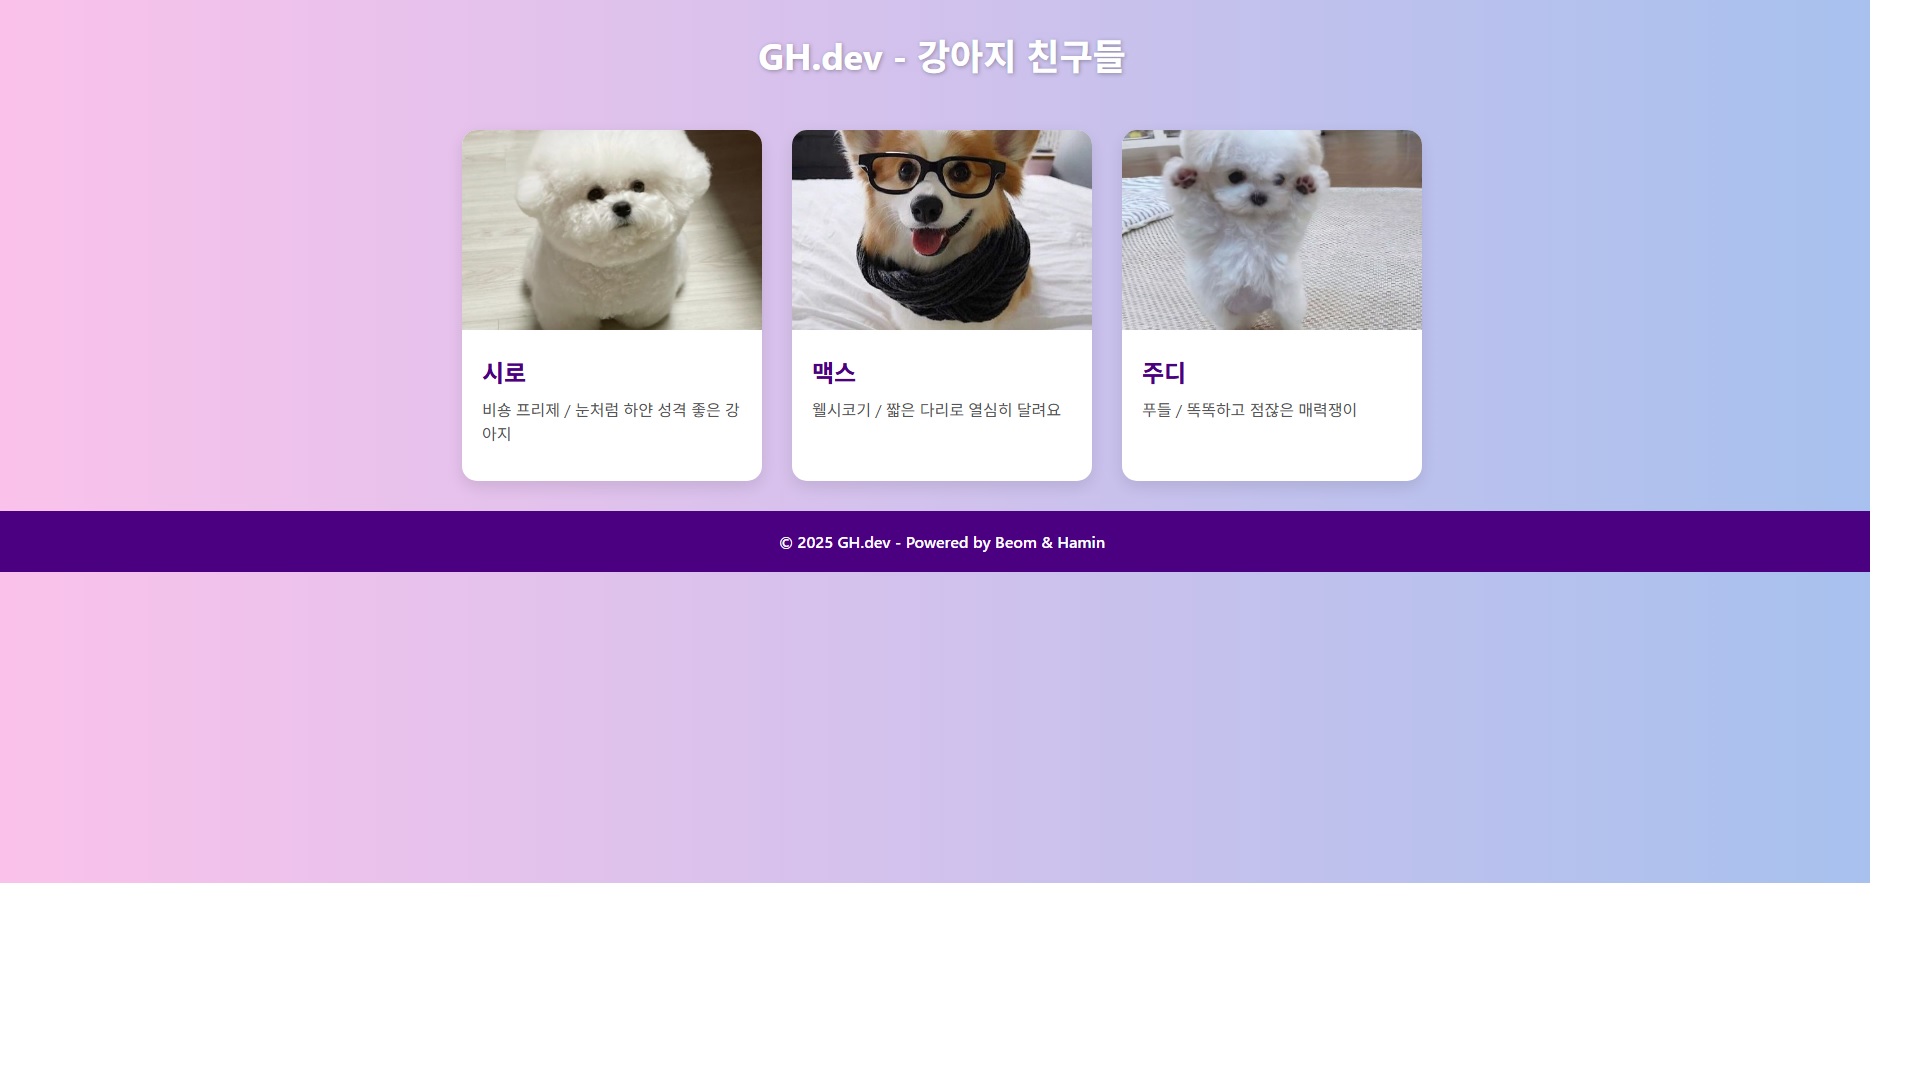 GH.dev - 강아지 친구들
시로
비숑 프리제 / 눈처럼 하얀 성격 좋은 강
아지
맥스
웰시코기 / 짧은 다리로 열심히 달려요
주디
푸들 / 똑똑하고 점잖은 매력쟁이
© 2025 GH.dev - Powered by Beom & Hamin